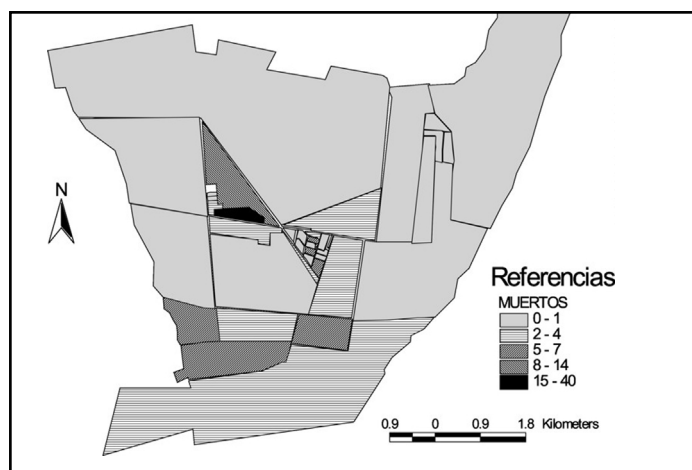 N
Referencias
MUERTOS
0 - 1
2 - 4
5 - 7
8 - 14
15 - 40
0.9 0 0.9 1.8 Kilometers